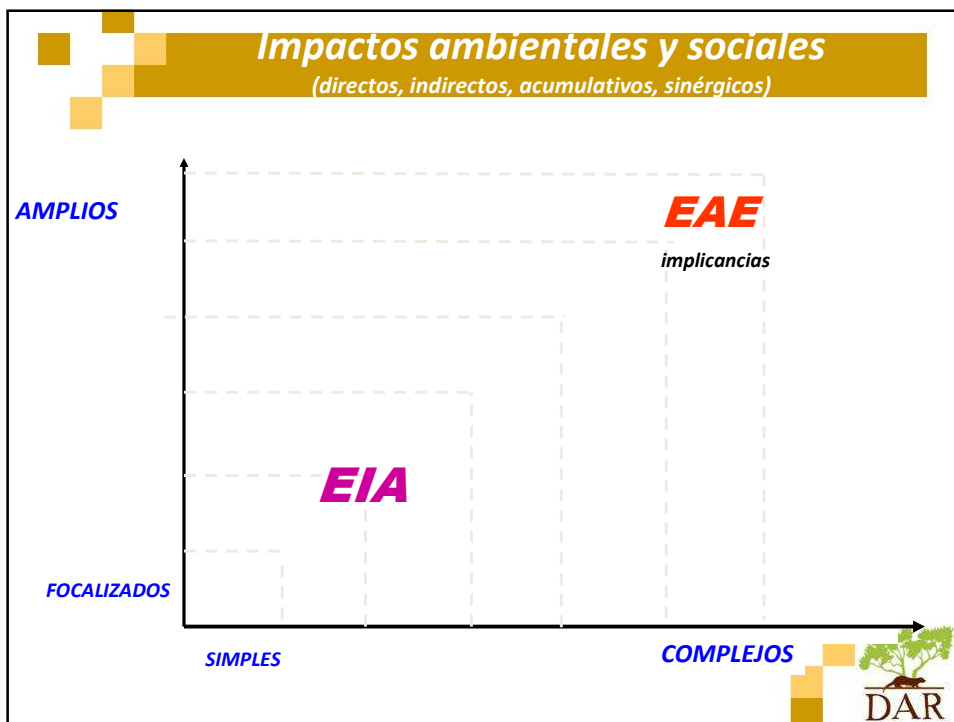 Impactos ambientales y sociales
(directos, indirectos, acumulativos, sinérgicos)
AMPLIOS
EAE
implicancias
EIA
FOCALIZADOS
SIMPLES
COMPLEJOS
DAR